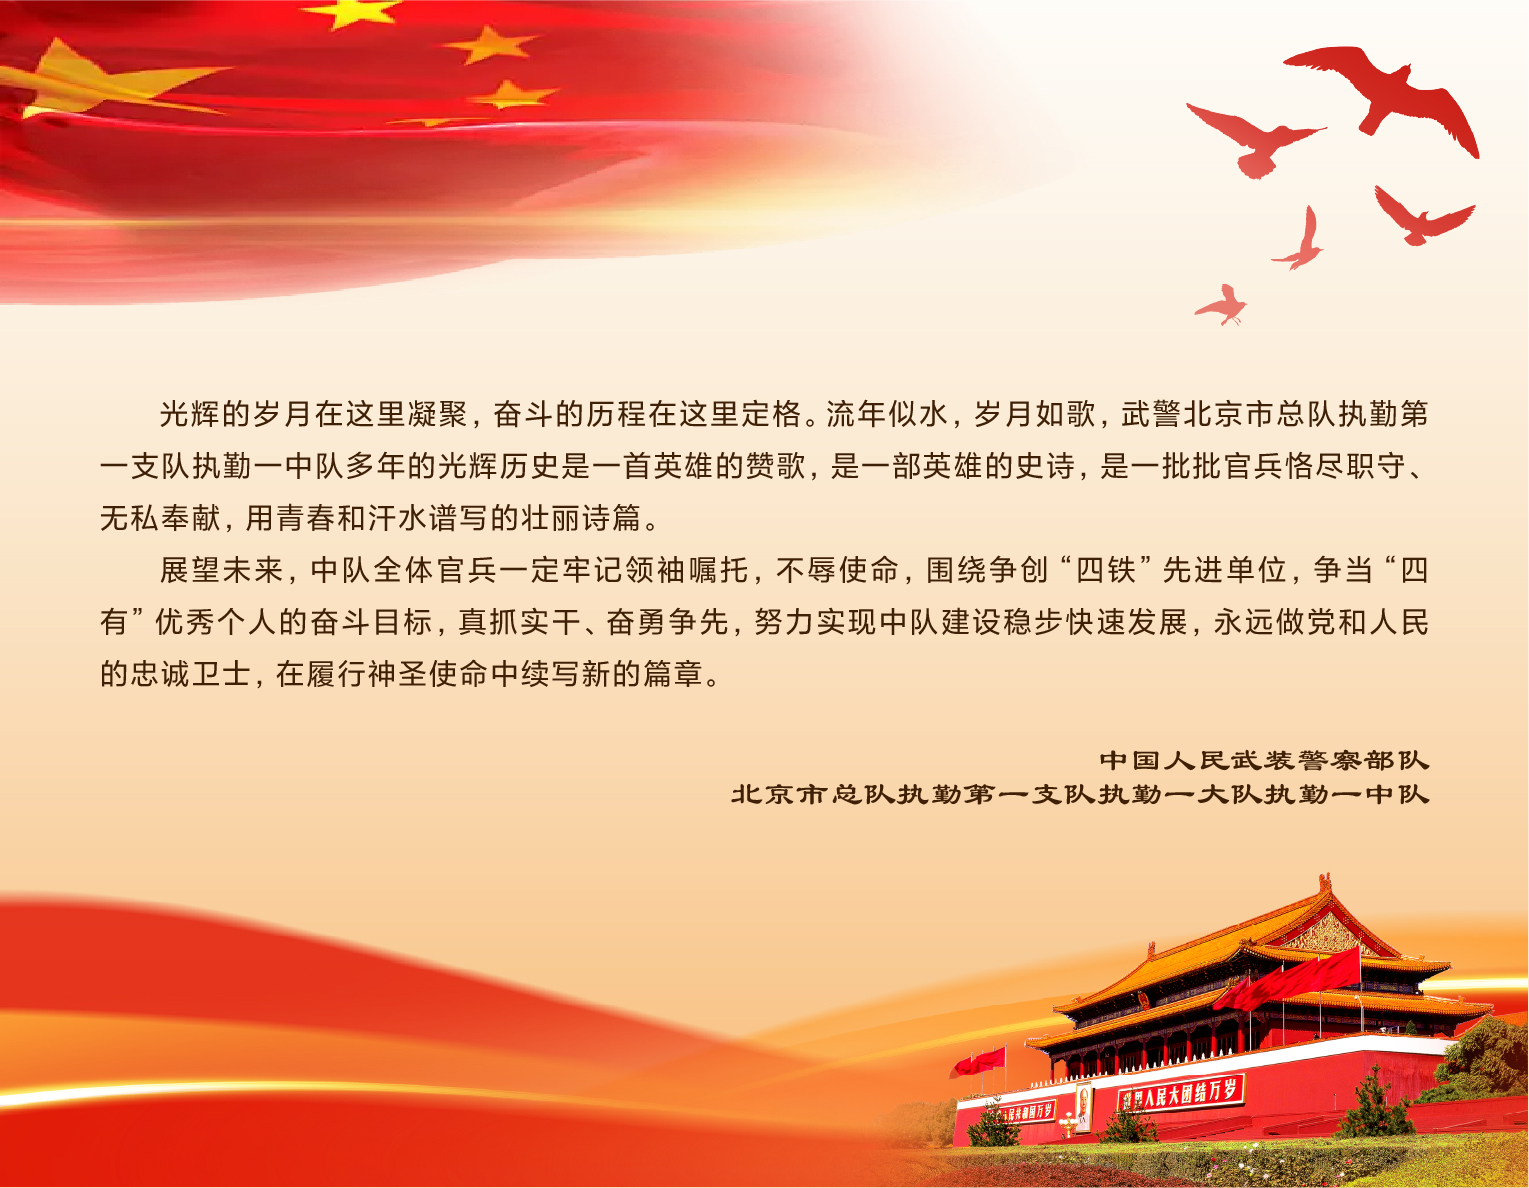 光辉的岁月在这里凝聚，奋斗的历程在这里定格。流年似水，岁月如歌，武警北京市总队执勤第
一支队执勤一中队多年的光辉历史是一首英雄的赞歌，是一部英雄的史诗，是一批批官兵恪尽职守、
无私奉献，用青春和汗水谱写的壮丽诗篇。
展望未来，中队全体官兵一定牢记领袖嘱托，不辱使命，围绕争创“四铁”先进单位，争当“四
有”优秀个人的奋斗目标，真抓实干、奋勇争先，努力实现中队建设稳步快速发展，永远做党和人民
的忠诚卫士，在履行神圣使命中续写新的篇章。
中国人民武装警察部队
北京市总队执勤第一支队执勤一大队执勤一中队
民共和国万岁
界人民大团结万岁